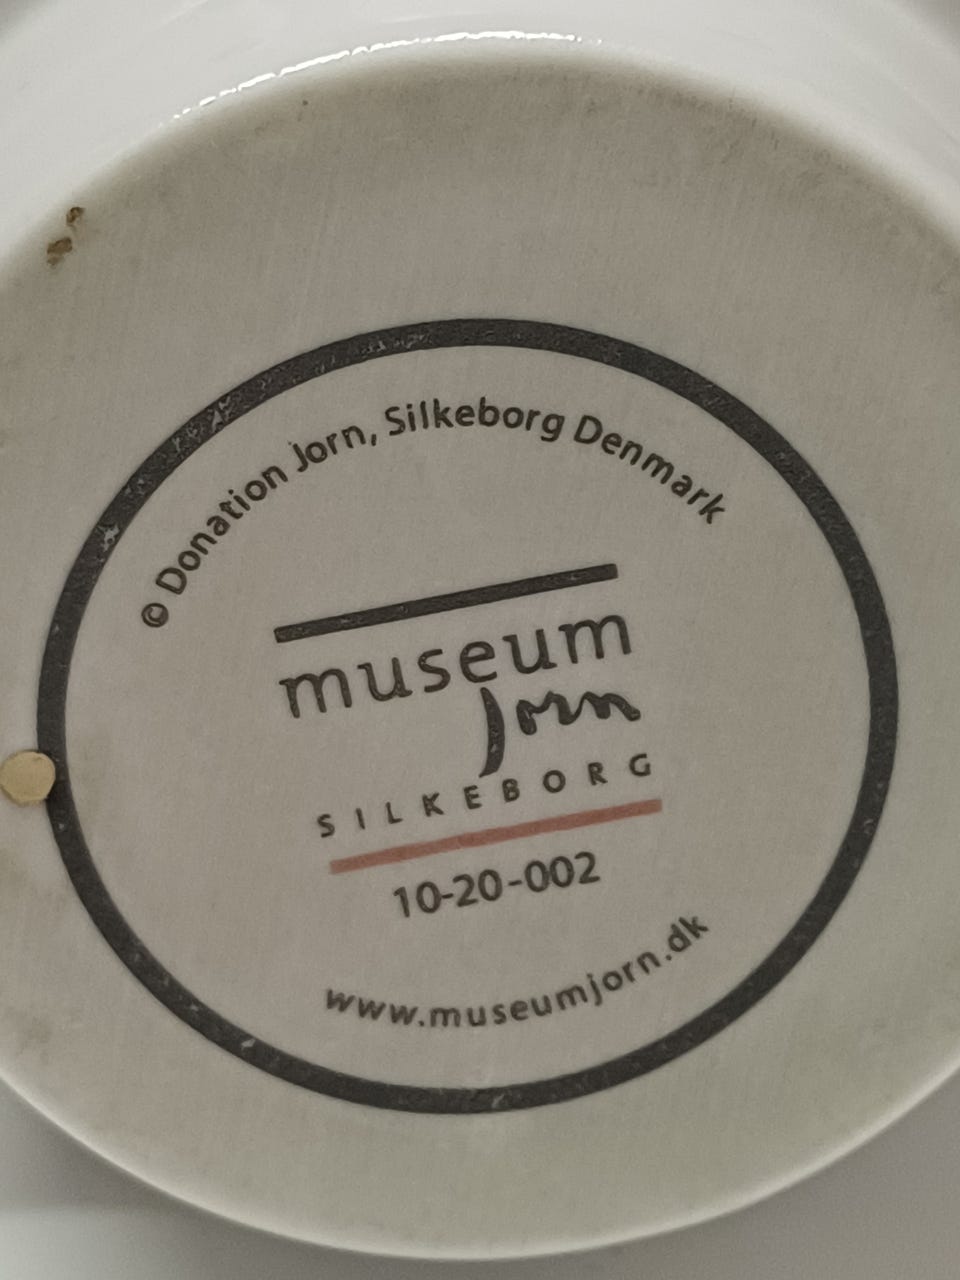 © Donation Jorn, Silkeborg Denmark
museum
Jorn
SILKEBORG
10-20-002
www.museumjorn.dk